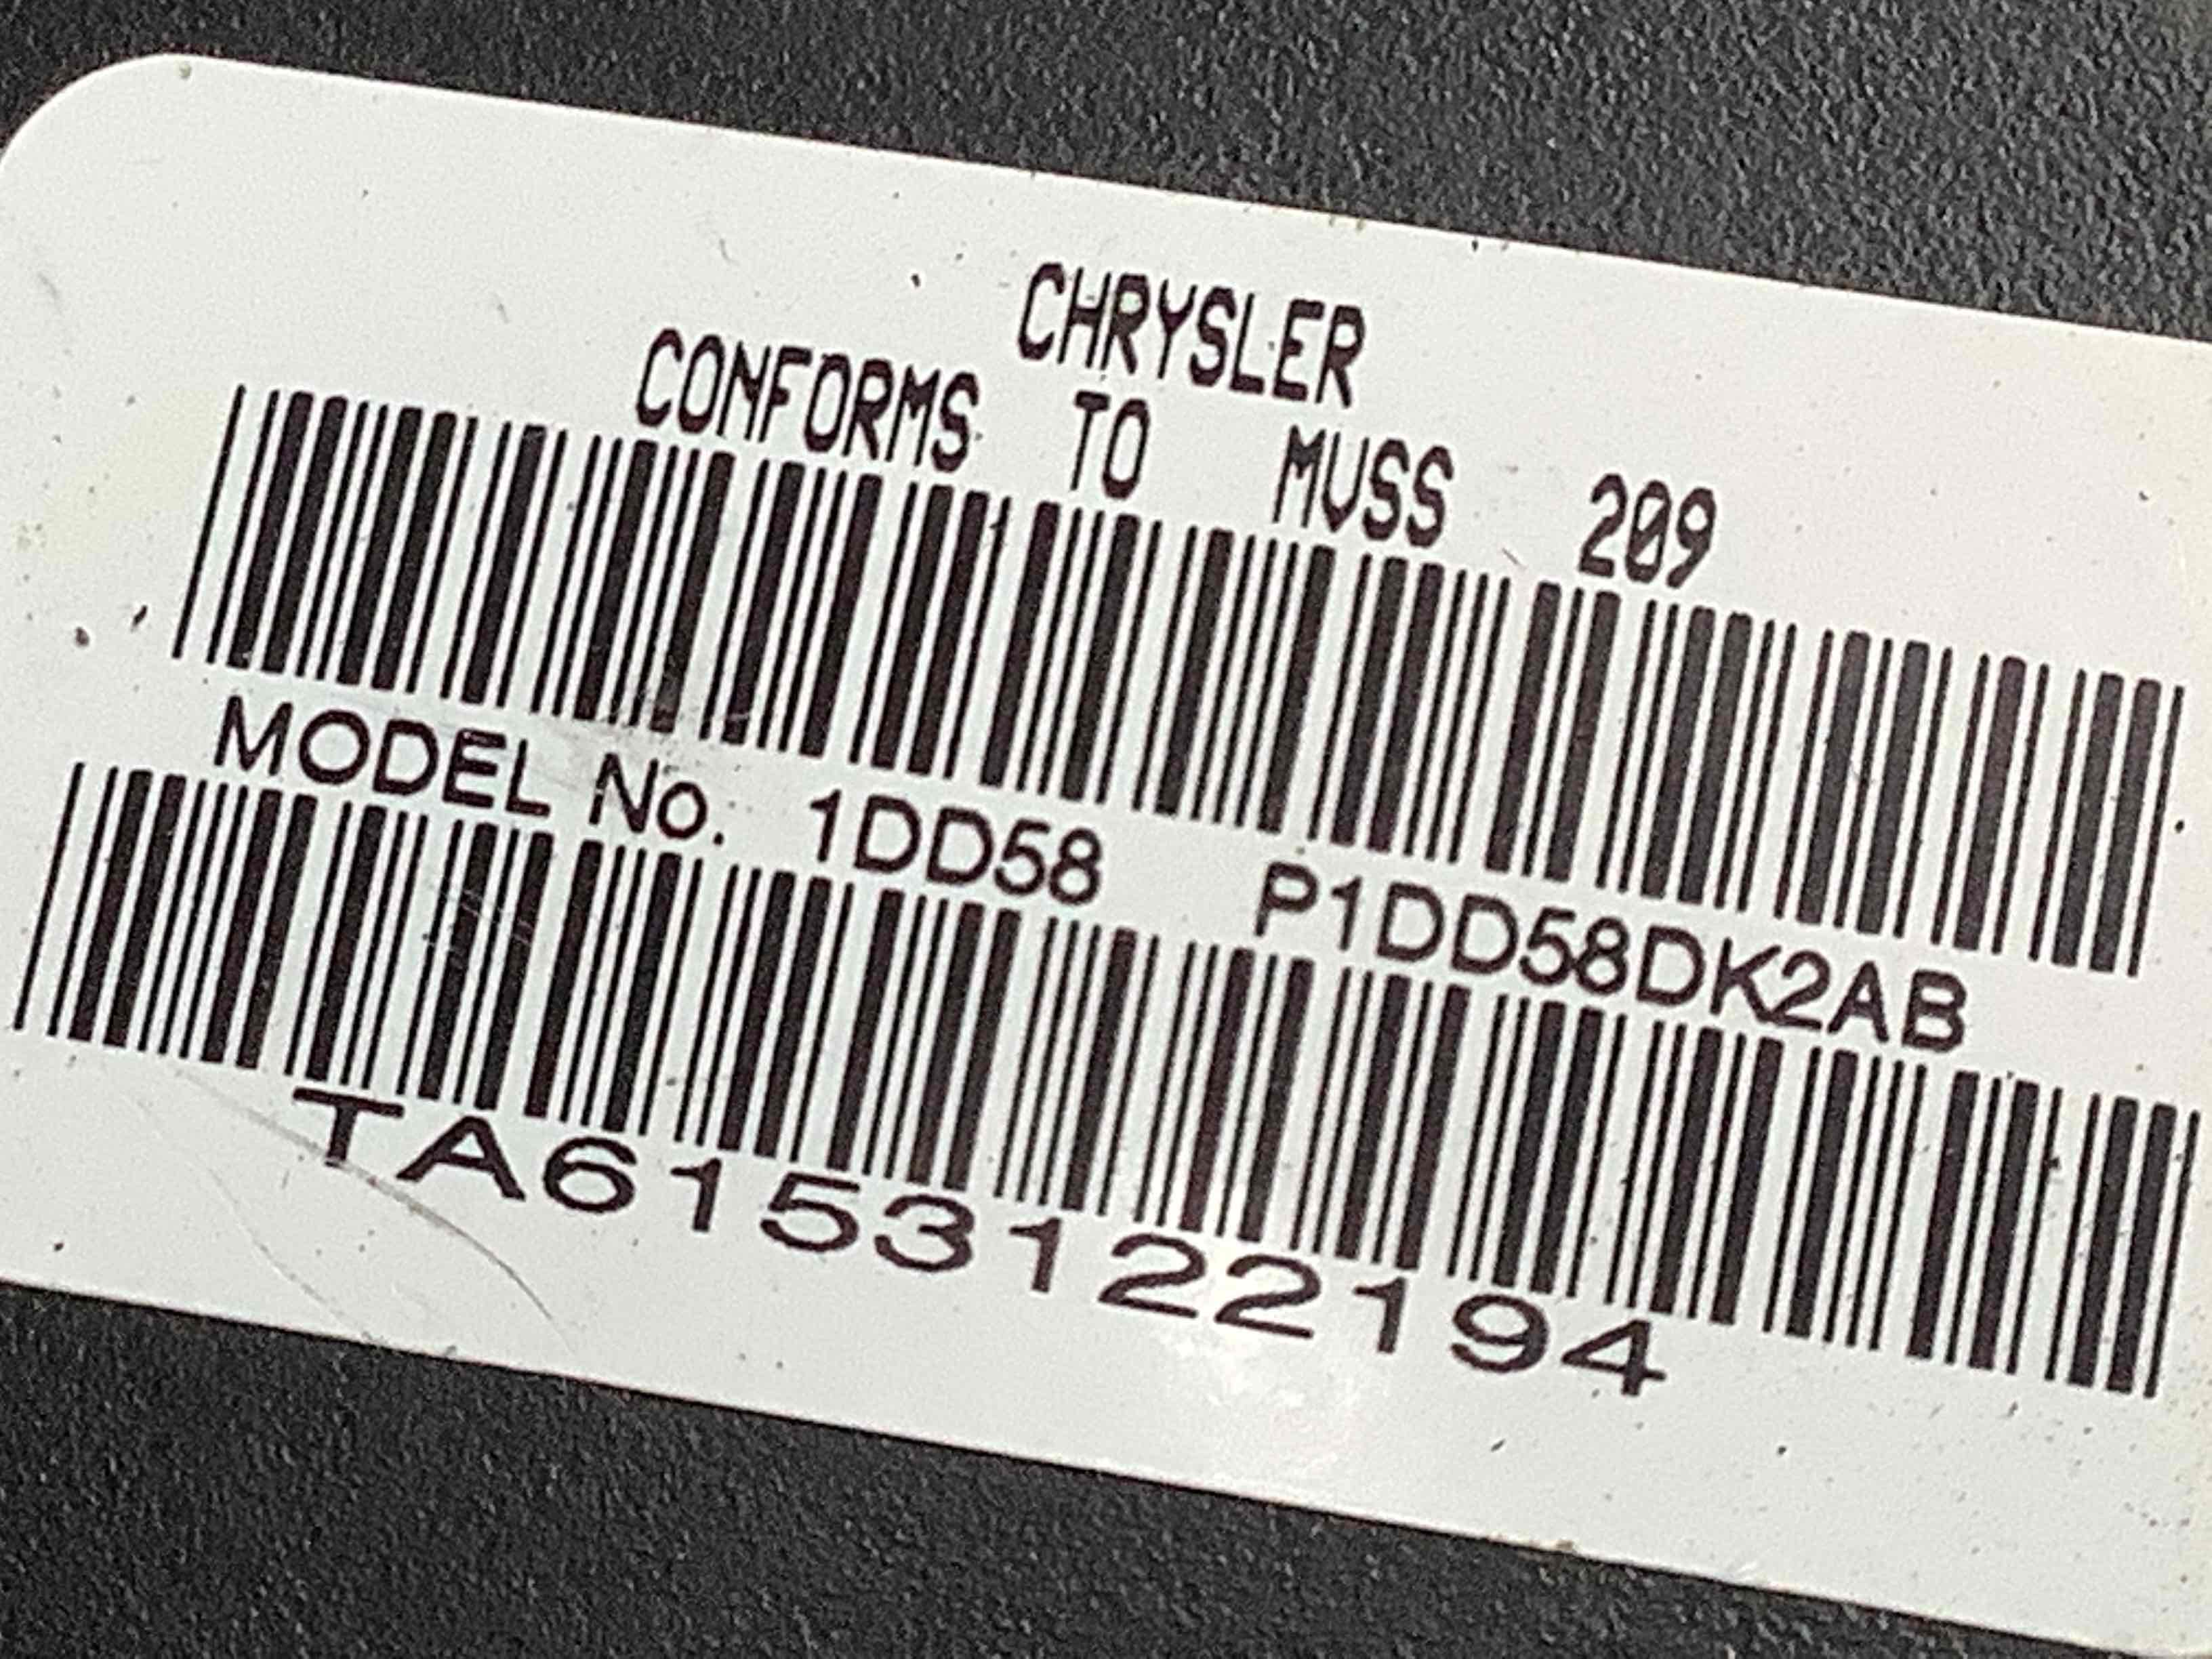 CHRYSLER
CONFORMS TO MVSS 209
MODEL No. 1DD58 P1DD58DK2AB
TA6153122194